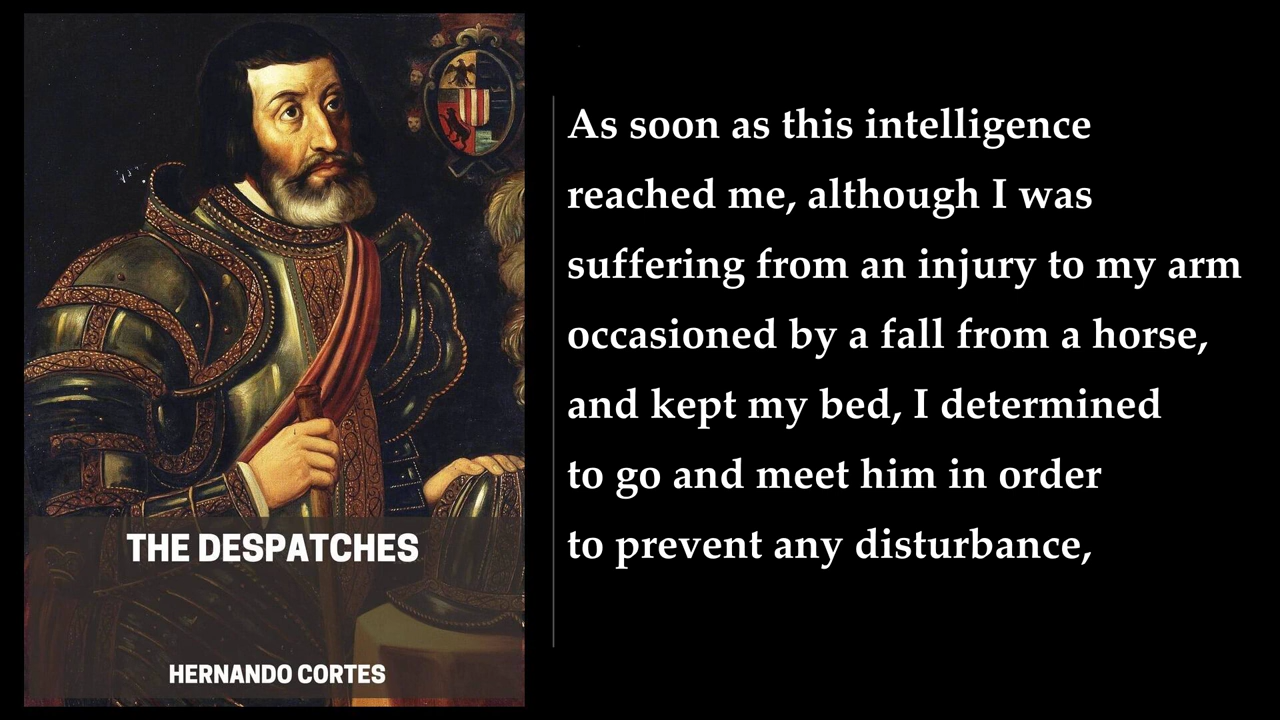 THE DESPATCHES
HERNANDO CORTES
As soon as this intelligence
reached me, although I was
suffering from an injury to my arm
occasioned by a fall from a horse,
and kept my bed, I determined
to go and meet him in order
to prevent any disturbance,